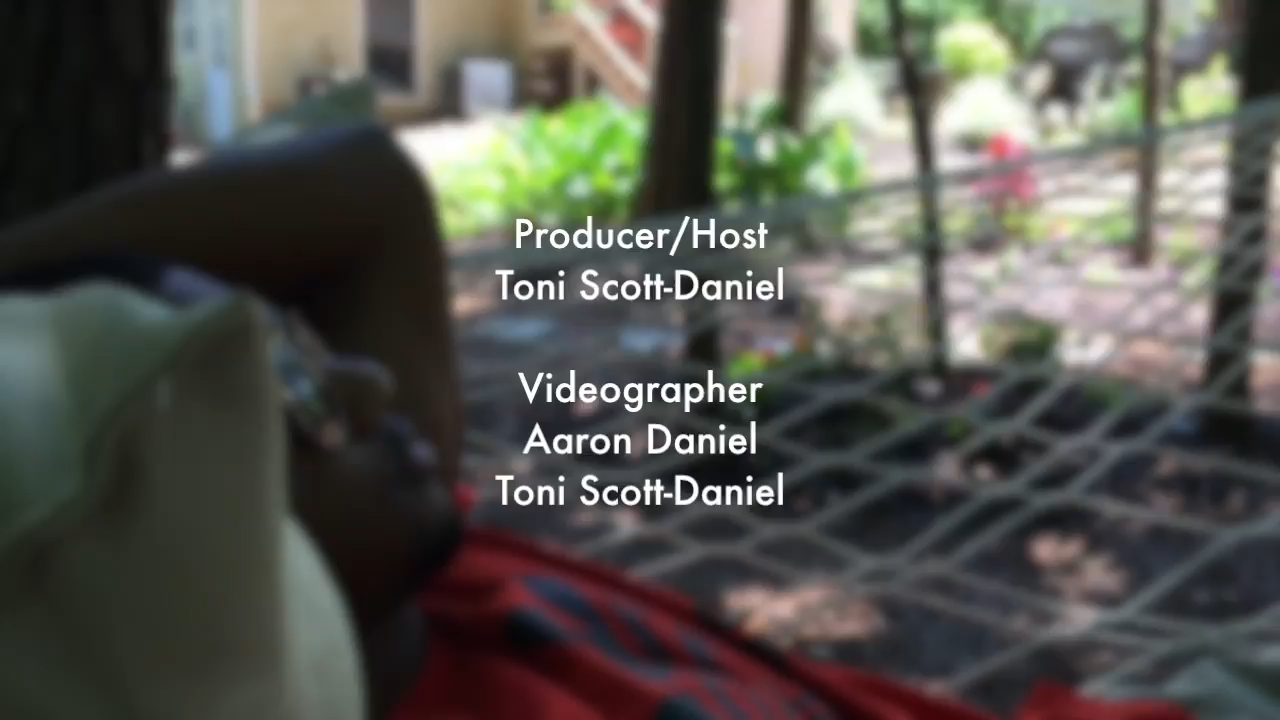 Producer/Host
Toni Scott-Daniel
Videographer
Aaron Daniel
Toni Scott-Daniel